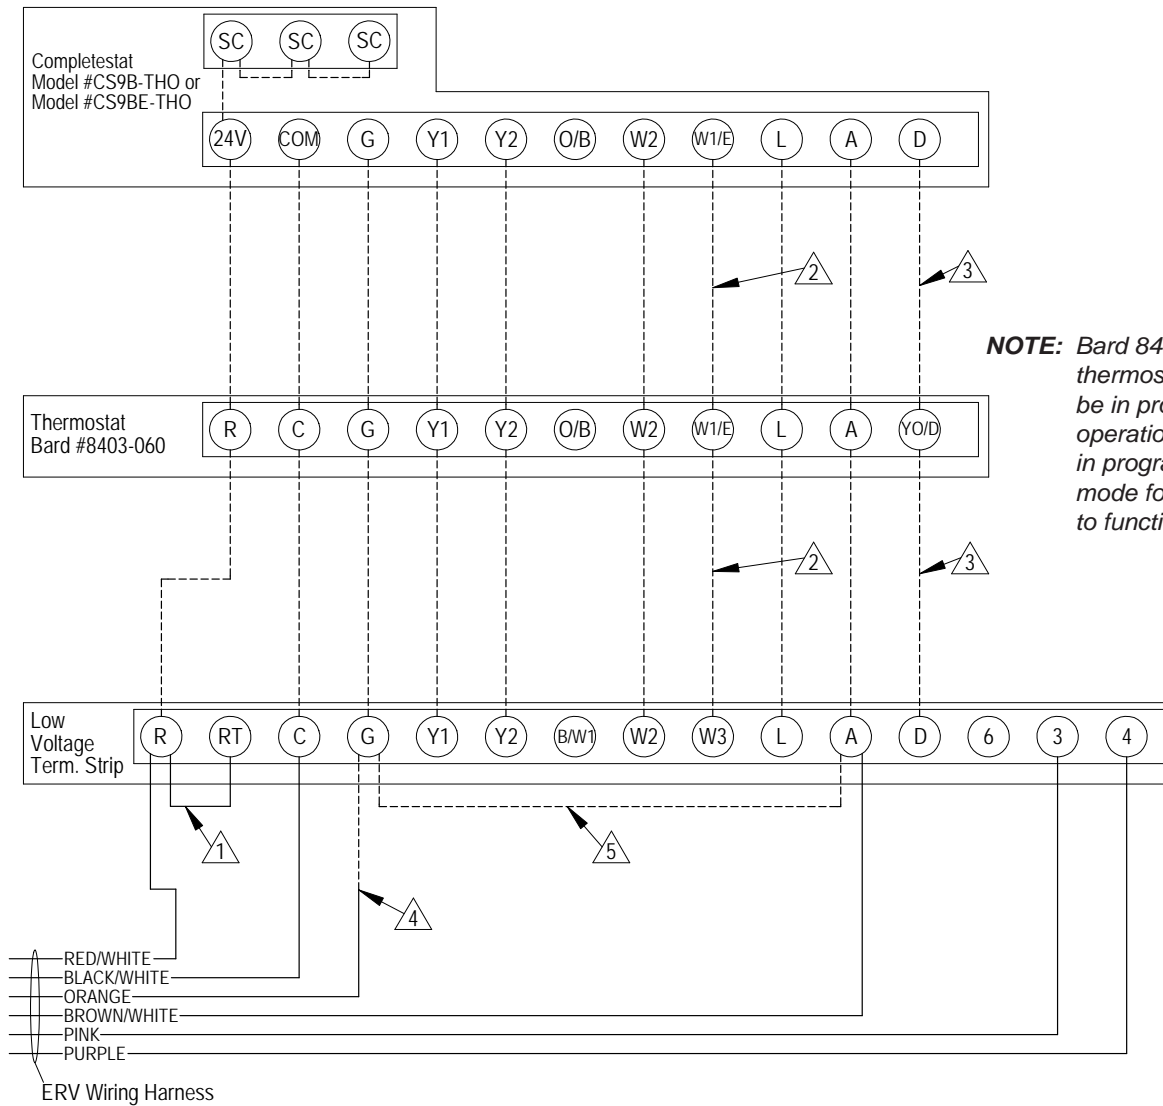 SC SC SC
Completestat
Model #CS9B-THO or
Model #CS9BE-THO
24V COM G Y1 Y2 O/B W2 W1/E L A D
2 3
NOTE: Bard 84
thermos
be in pro
operatio
in progra
mode fo
to functi
Thermostat
Bard #8403-060
R C G Y1 Y2 O/B W2 W1/E L A YO/D
2 3
Low
Voltage
Term. Strip
R RT C G Y1 Y2 B/W1 W2 W3 L A D 6 3 4
1 5
4
RED/WHITE
BLACK/WHITE
ORANGE
BROWN/WHITE
PINK
PURPLE
ERV Wiring Harness